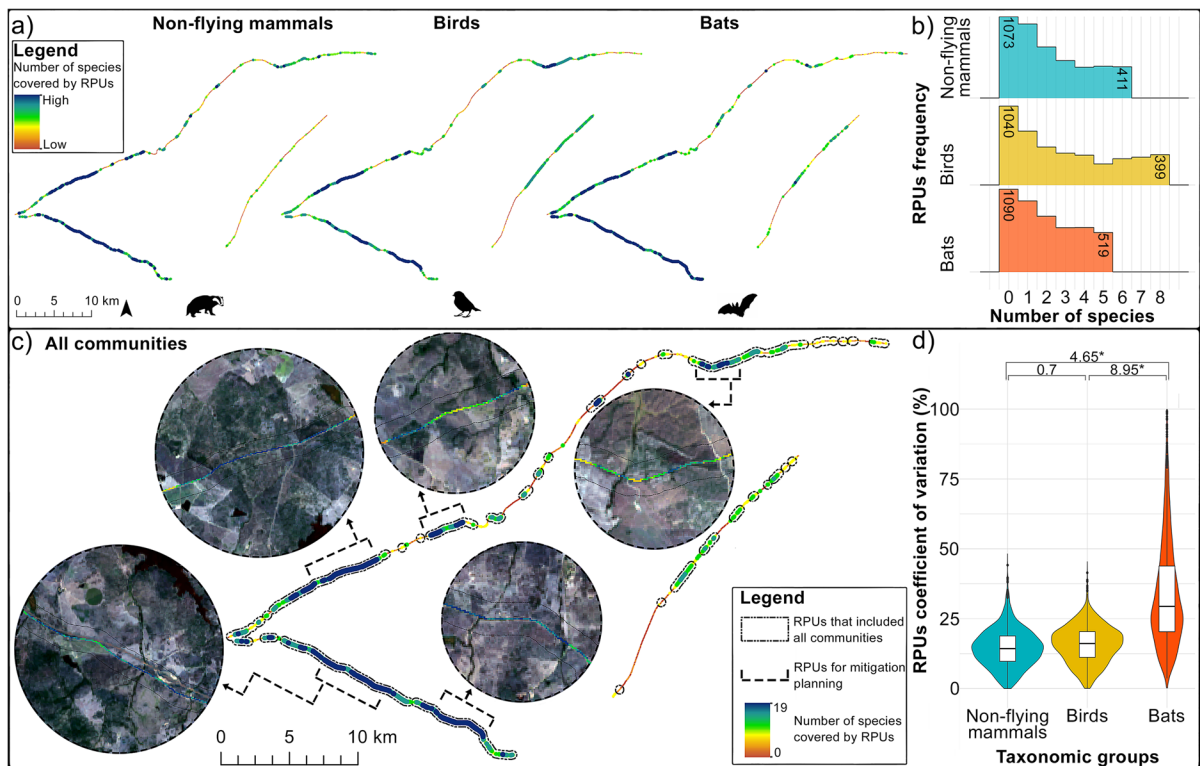 a)
Non-flying mammals
Birds
Bats
Legend
Number of species
covered by RPUs
High
Low
0 5 10 km
b)
RPUs frequency
Non-flying
mammals
1073
411
Birds
1040
399
Bats
1090
519
0 1 2 3 4 5 6 7 8
Number of species
c) All communities
0 5 10 km
Legend
RPUs that included
all communities
RPUs for mitigation
planning
19
0
Number of species
covered by RPUs
d)
4.65*
0.7
8.95*
RPUs coefficient of variation (%)
100
75
50
25
0
Non-flying
mammals
Birds
Bats
Taxonomic groups